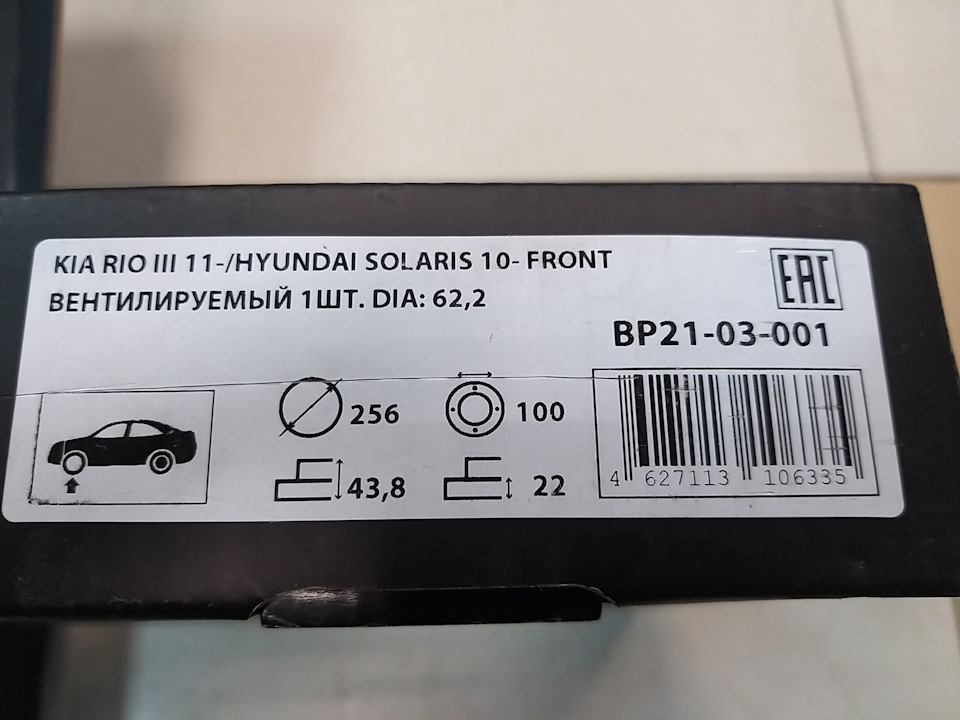 KIA RIO III 11-/HYUNDAI SOLARIS 10- FRONT
ВЕНТИЛИРУЕМЫЙ 1ШТ. DIA: 62,2
EAC
BP21-03-001
256
100
43,8
22
4 627113 106335